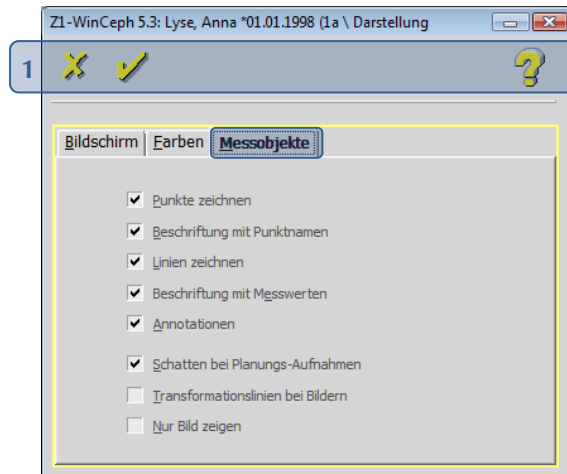 Z1-WinCeph 5.3: Lyse, Anna *01.01.1998 (1a \ Darstellung
1
?
Bildschirm Farben Messobjekte
Punkte zeichnen
Beschriftung mit Punktnamen
Linien zeichnen
Beschriftung mit Messwerten
Annotationen
Schatten bei Planungs-Aufnahmen
Transformationslinien bei Bildern
Nur Bild zeigen